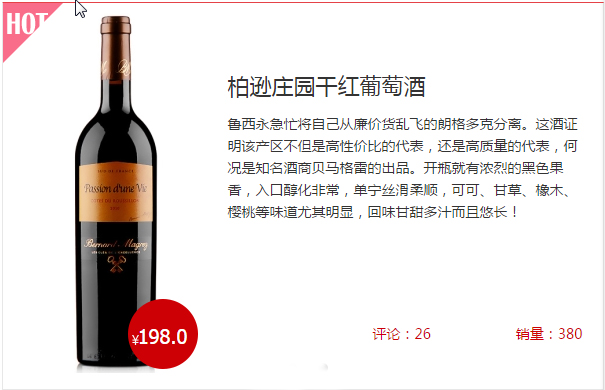 HOT
柏逊庄园干红葡萄酒
鲁西永急忙将自己从廉价货乱飞的朗格多克分离。这酒证
明该产区不但是高性价比的代表，还是高质量的代表，何
况是知名酒商贝马格雷的出品。开瓶就有浓烈的黑色果
香，入口醇化非常，单宁丝滑柔顺，可可、甘草、橡木、
樱桃等味道尤其明显，回味甘甜多汁而且悠长！
Passion d'une Vie
Bernard Magrez
¥198.0
评论：26
销量：380